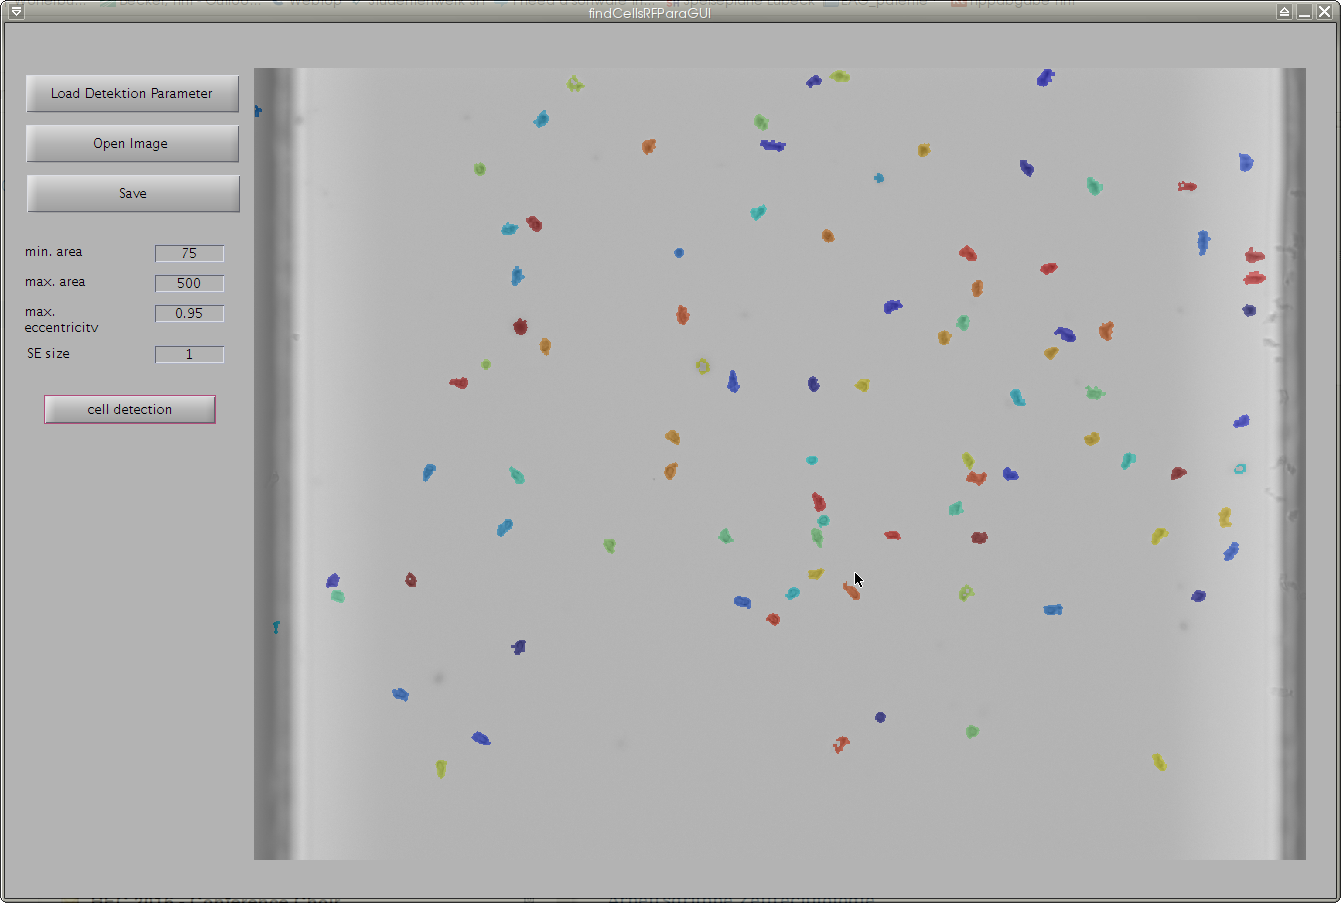 findCellsRFParaGUI
Load Detektion Parameter
Open Image
Save
min. area 75
max. area 500
max.
eccentricity 0.95
SE size 1
cell detection